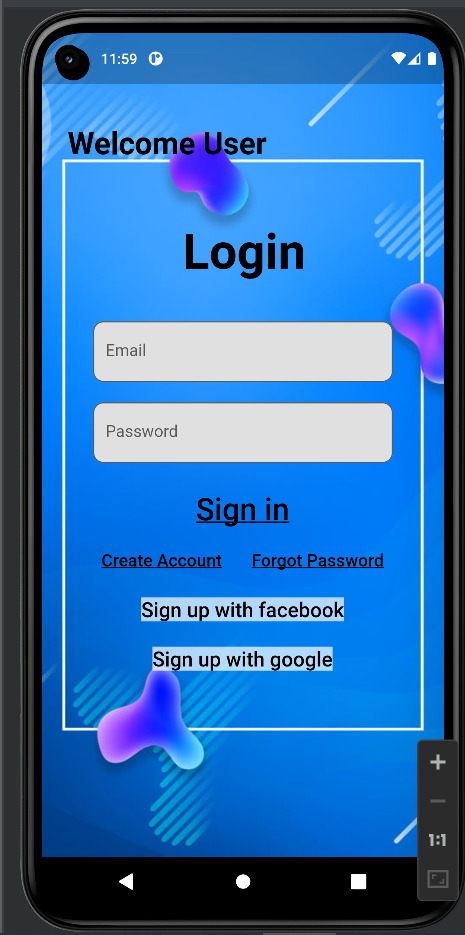 11:59
Welcome User
Login
Email
Password
Sign in
Create Account Forgot Password
Sign up with facebook
Sign up with google
1:1